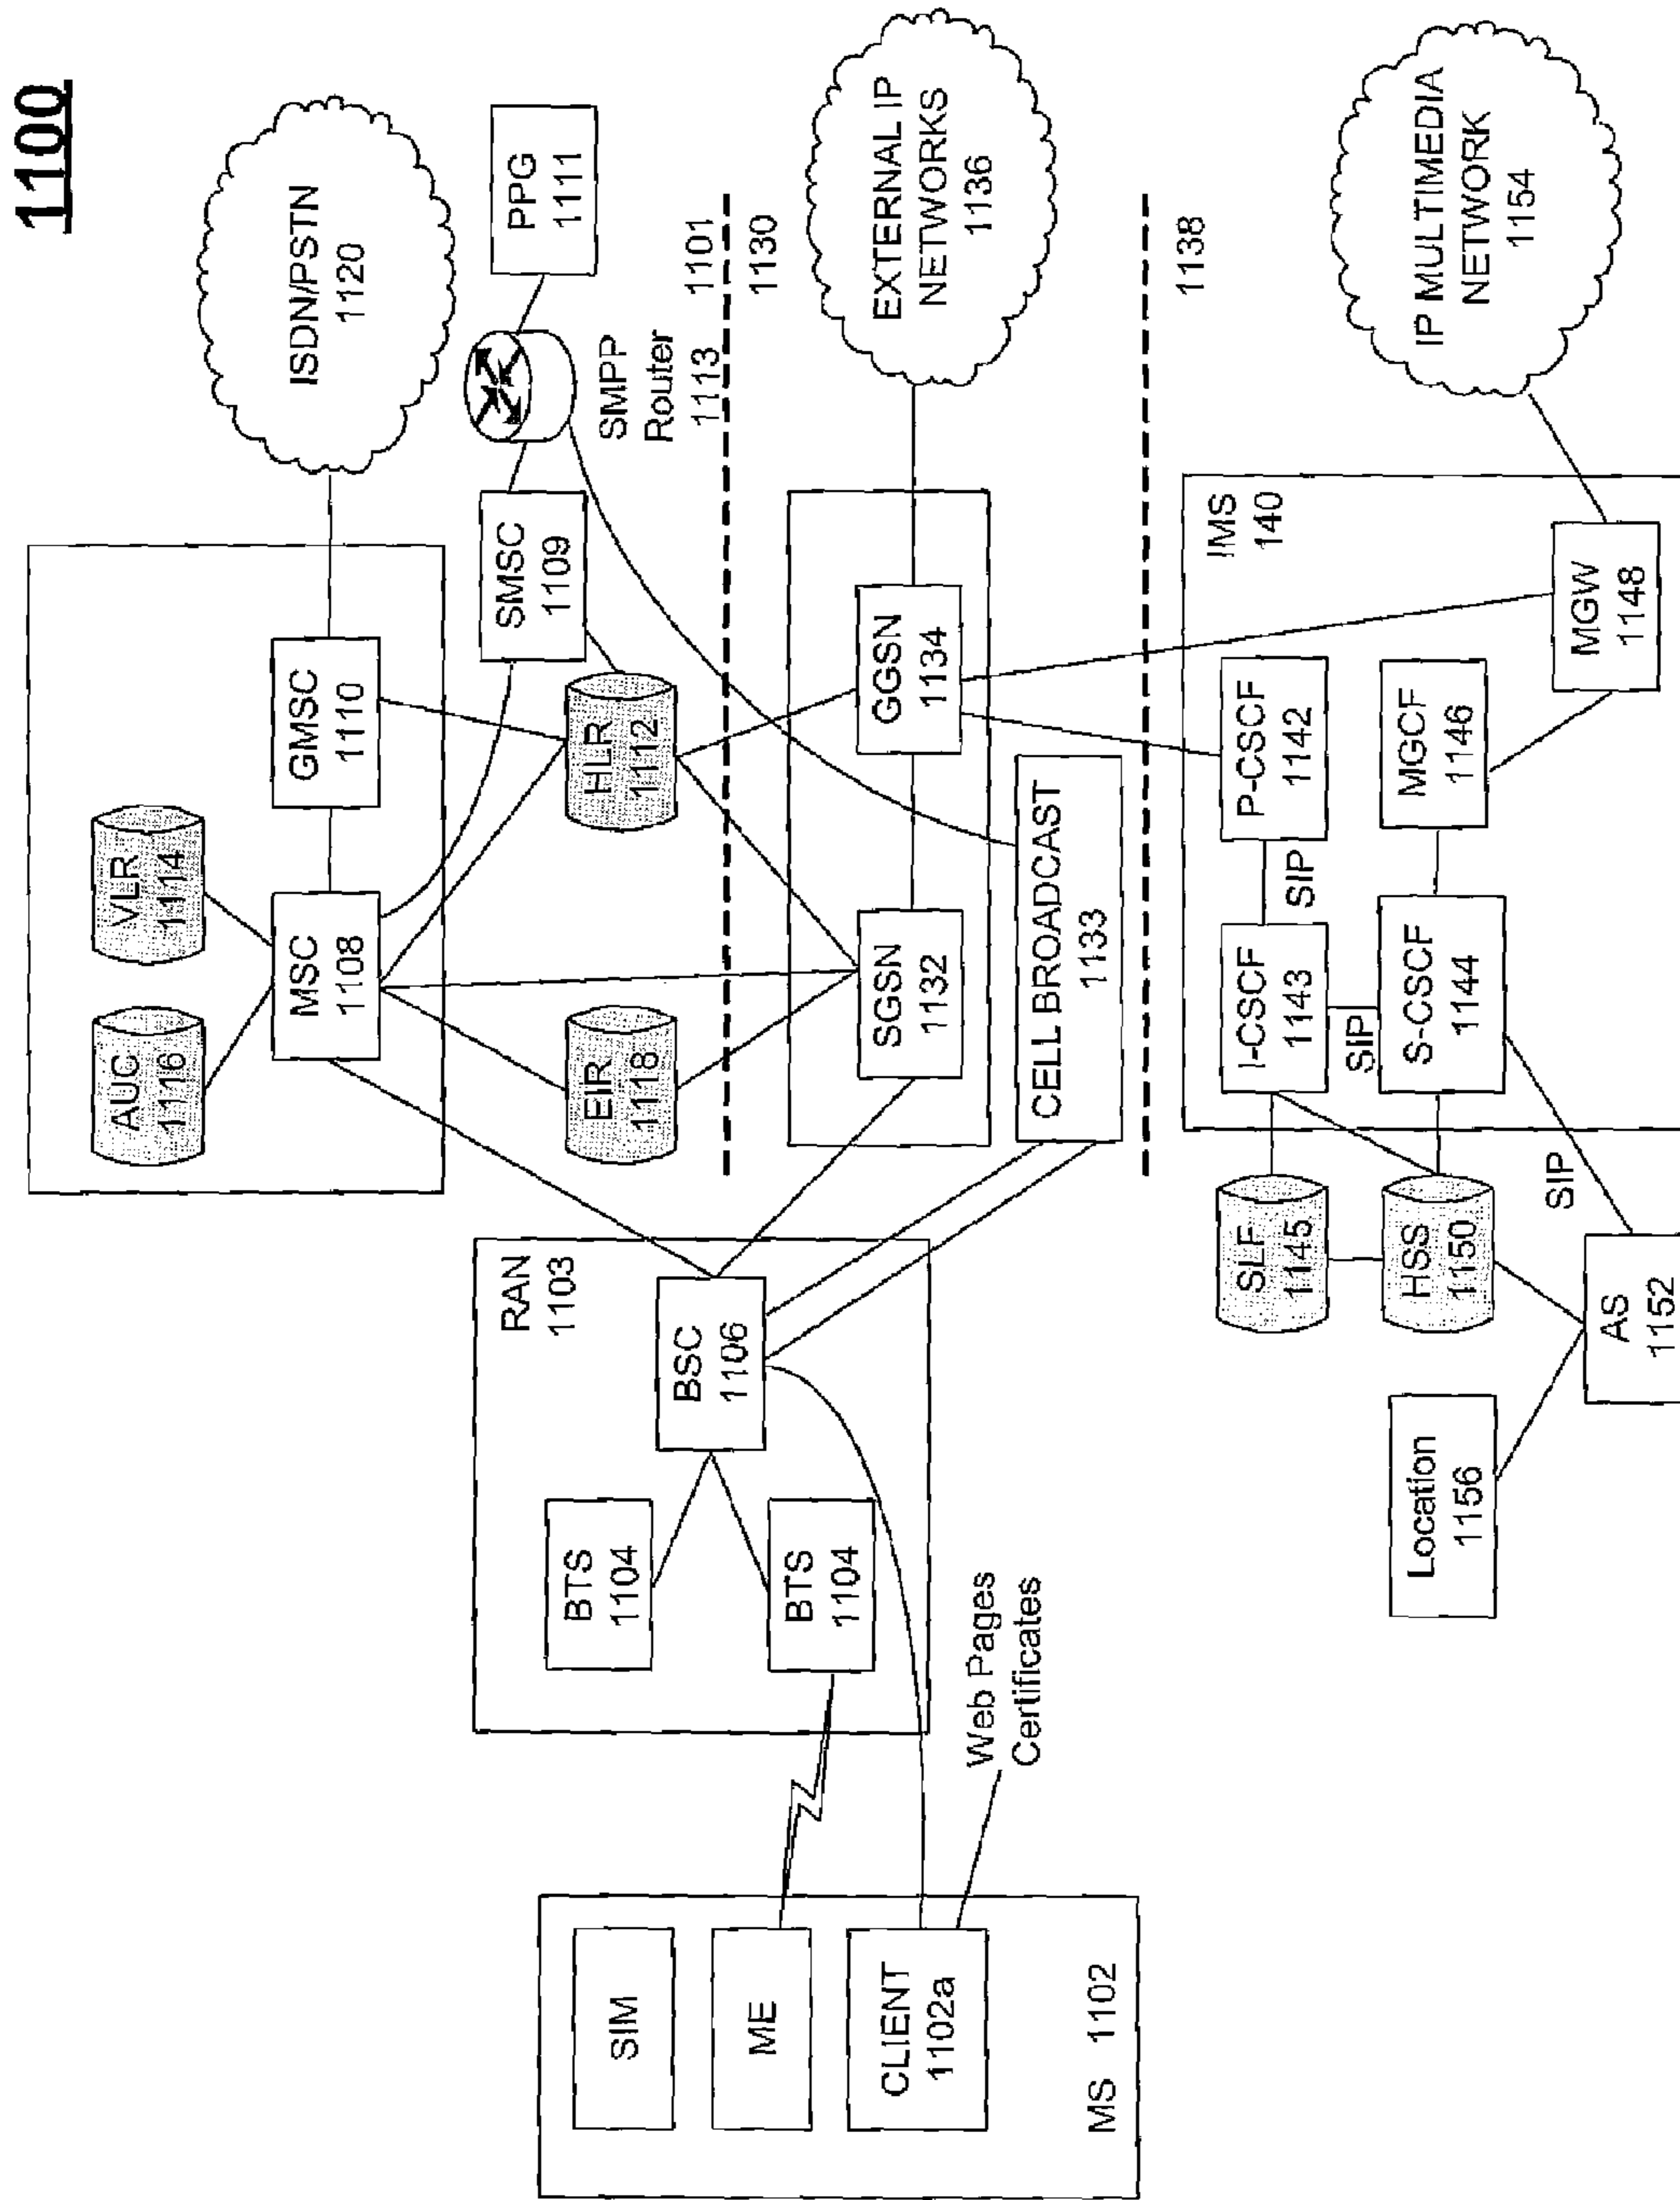 1100
AUC
1116
VLR
1114
MSC
1108
GMSC
1110
ISDN/PSTN
1120
SMSC
1109
PPG
1111
SMPP
Router
1113
EIR
1118
HLR
1112
1101
1130
RAN
1103
BTS
1104
BTS
1104
BSC
1106
SIM
ME
CLIENT
1102a
MS 1102
Web Pages
Certificates
SGSN
1132
GGSN
1134
EXTERNAL IP
NETWORKS
1136
CELL BROADCAST
1133
1138
IMS
140
SLF
1145
I-CSCF
1143
SIP
P-CSCF
1142
SIP
HSS
1150
S-CSCF
1144
MGCF
1146
MGW
1148
IP MULTIMEDIA
NETWORK
1154
Location
1156
SIP
AS
1152